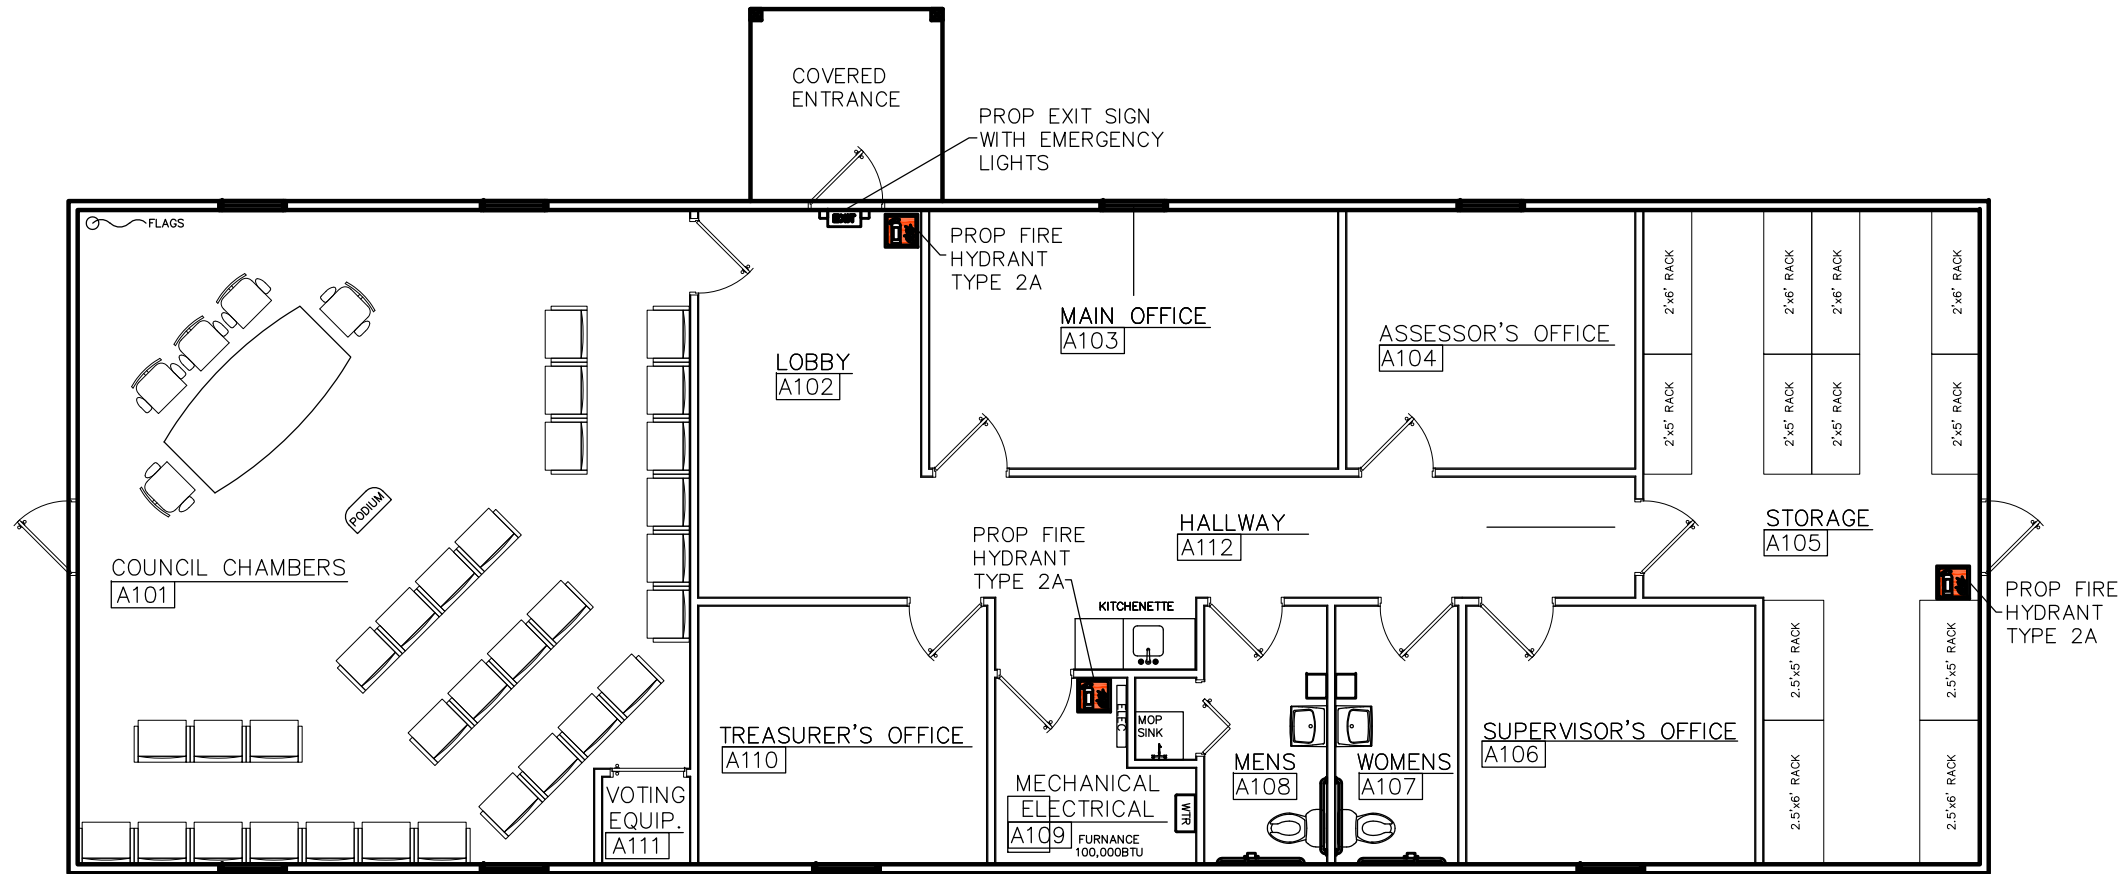 COVERED
ENTRANCE
PROP EXIT SIGN
WITH EMERGENCY
LIGHTS
EXIT
FLAGS
PROP FIRE
HYDRANT
TYPE 2A
MAIN OFFICE
A103
ASSESSOR'S OFFICE
A104
LOBBY
A102
2'x6' RACK
2'x6' RACK
2'x6' RACK
2'x6' RACK
2'x5' RACK
2'x5' RACK
2'x5' RACK
2'x5' RACK
PODIUM
COUNCIL CHAMBERS
A101
HALLWAY
A112
STORAGE
A105
PROP FIRE
HYDRANT
TYPE 2A
PROP FIRE
HYDRANT
TYPE 2A
KITCHENETTE
2.5'x5' RACK
2.5'x5' RACK
ELEC
MOP
SINK
TREASURER'S OFFICE
A110
SUPERVISOR'S OFFICE
A106
MENS
A108
WOMENS
A107
VOTING
EQUIP.
A111
MECHANICAL
ELECTRICAL
A109
FURNANCE
100,000BTU
WTR
2.5'x6' RACK
2.5'x6' RACK